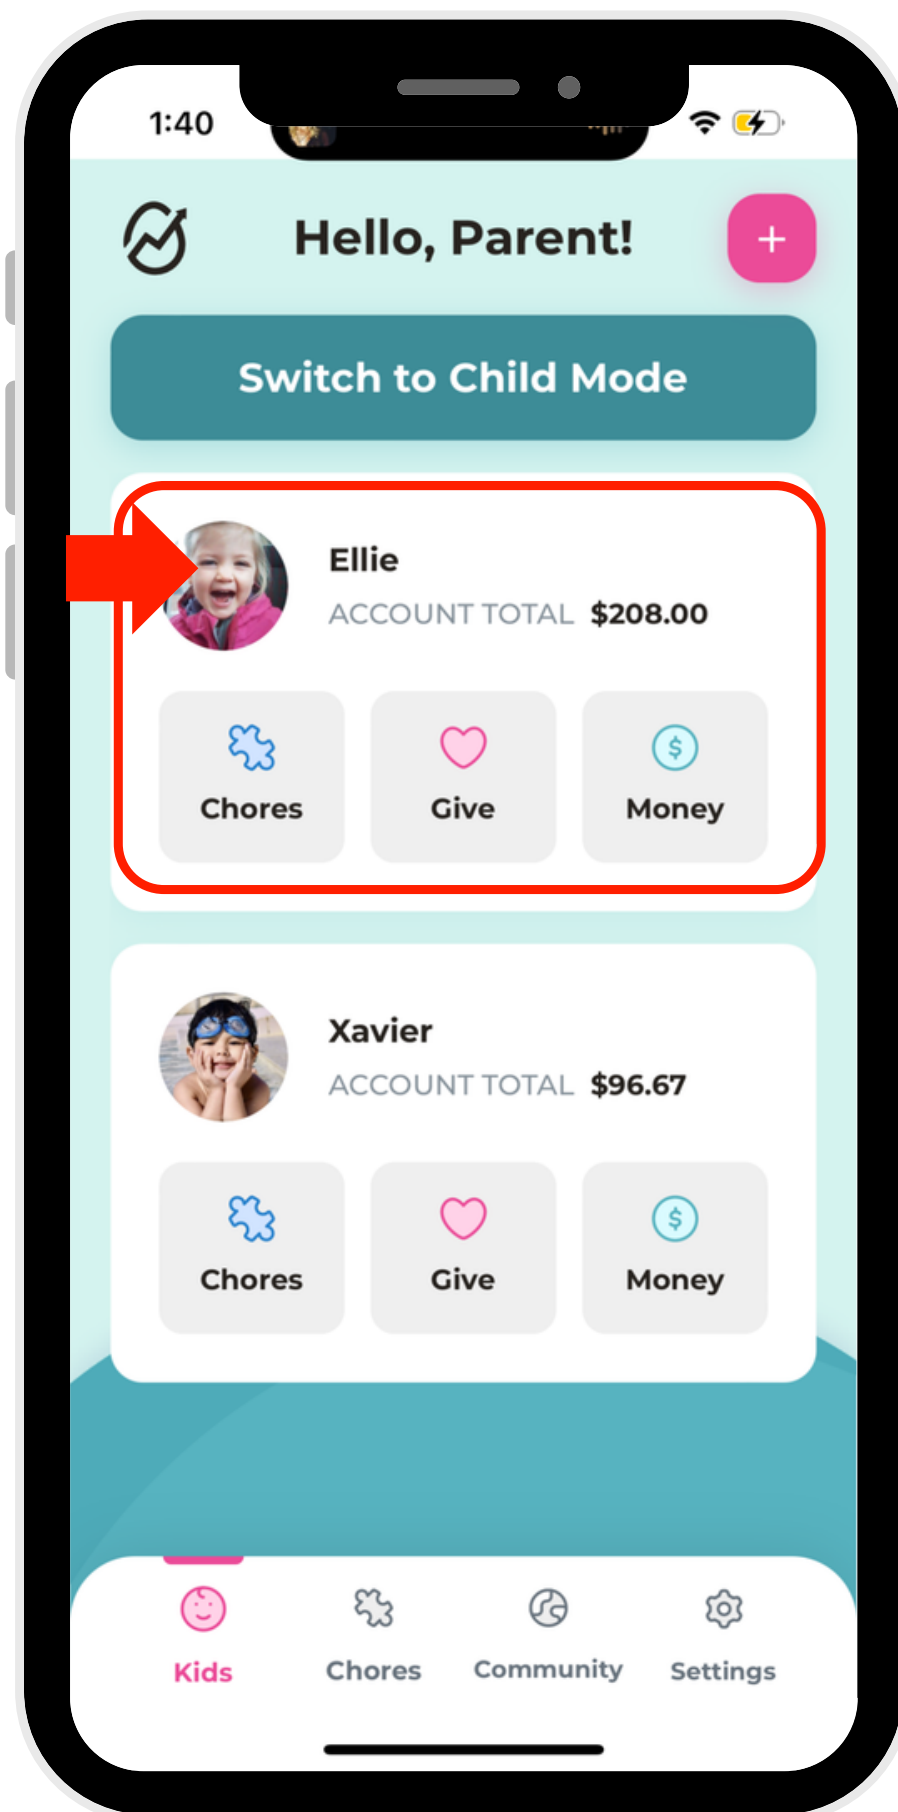 1:40
Hello, Parent!
+
Switch to Child Mode
Ellie
ACCOUNT TOTAL $208.00
Chores Give $ Money
Xavier
ACCOUNT TOTAL $96.67
Chores Give $ Money
Kids Chores Community Settings